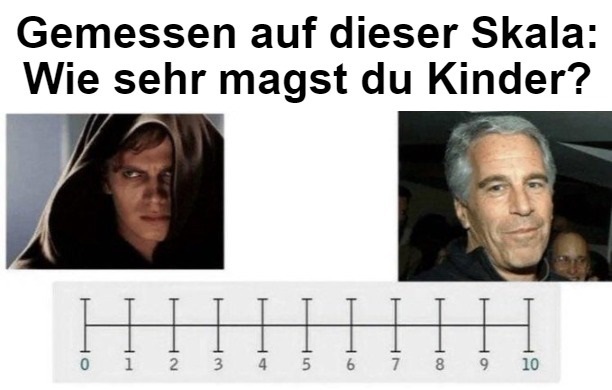 Gemessen auf dieser Skala:
Wie sehr magst du Kinder?
0 1 2 3 4 5 6 7 8 9 10